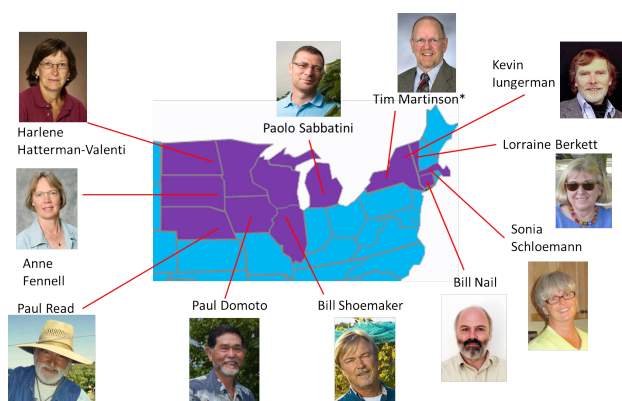 Kevin
Iungerman
Tim Martinson*
Harlene
Hatterman-Valenti
Paolo Sabbatini
Lorraine Berkett
Sonia
Schloemann
Anne
Fennell
Bill Nail
Paul Read
Paul Domoto
Bill Shoemaker